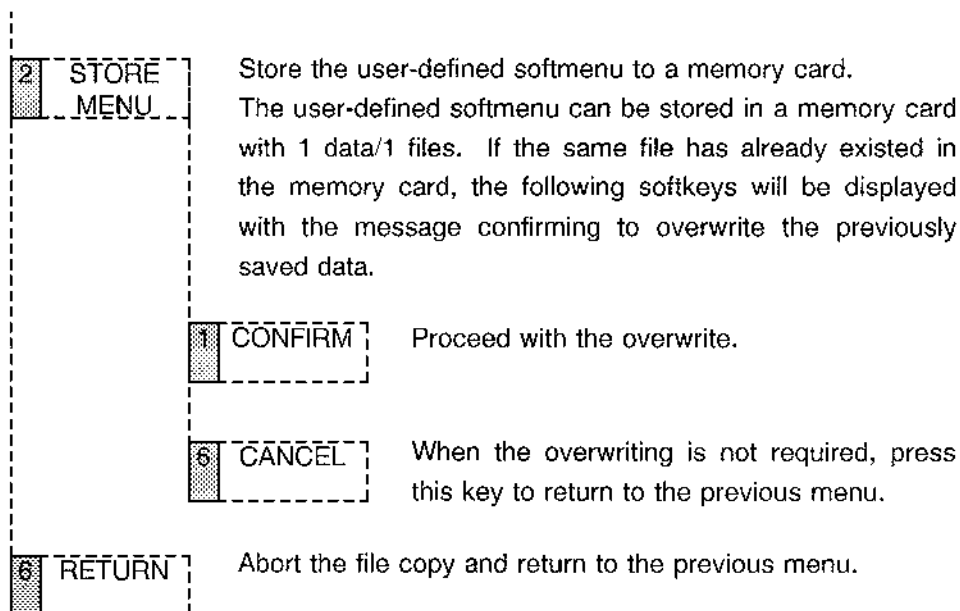 2 STORE MENU
Store the user-defined softmenu to a memory card.
The user-defined softmenu can be stored in a memory card
with 1 data/1 files. If the same file has already existed in
the memory card, the following softkeys will be displayed
with the message confirming to overwrite the previously
saved data.
1 CONFIRM
Proceed with the overwrite.
6 CANCEL
When the overwriting is not required, press
this key to return to the previous menu.
6 RETURN
Abort the file copy and return to the previous menu.